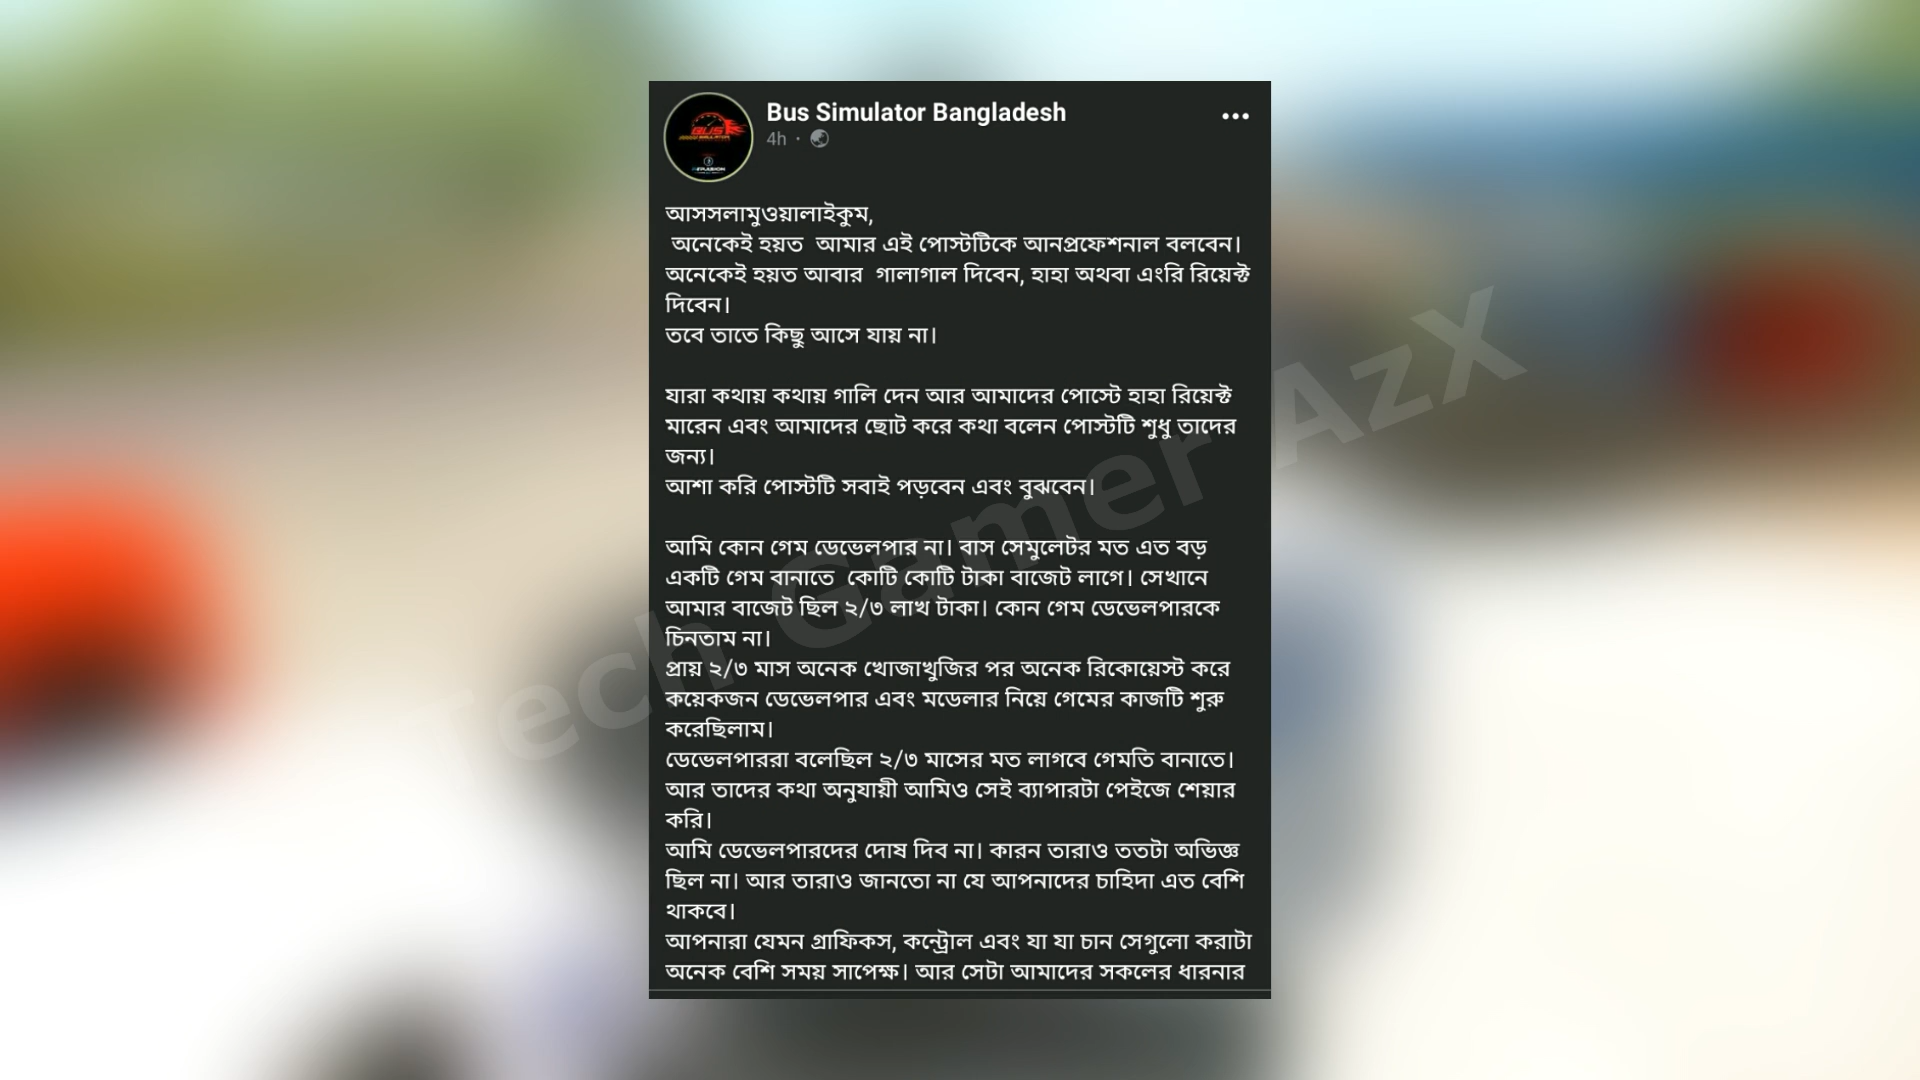 Bus Simulator Bangladesh
4h ·
আসসলামুওয়ালাইকুম,
অনেকেই হয়ত  আমার এই পোস্টটিকে আনপ্রফেশনাল বলবেন।
অনেকেই হয়ত আবার  গালাগাল দিবেন, হাহা অথবা এংরি রিয়েক্ট
দিবেন।
তবে তাতে কিছু আসে যায় না।
যারা কথায় কথায় গালি দেন আর আমাদের পোস্টে হাহা রিয়েক্ট
মারেন এবং আমাদের ছোট করে কথা বলেন পোস্টটি শুধু তাদের
জন্য।
আশা করি পোস্টটি সবাই পড়বেন এবং বুঝবেন।
আমি কোন গেম ডেভেলপার না। বাস সেমুলেটর মত এত বড়
একটি গেম বানাতে  কোটি কোটি টাকা বাজেট লাগে। সেখানে
আমার বাজেট ছিল ২/৩ লাখ টাকা। কোন গেম ডেভেলপারকে
চিনতাম না।
প্রায় ২/৩ মাস অনেক খোজাখুজির পর অনেক রিকোয়েস্ট করে
কয়েকজন ডেভেলপার এবং মডেলার নিয়ে গেমের কাজটি শুরু
করেছিলাম।
ডেভেলপাররা বলেছিল ২/৩ মাসের মত লাগবে গেমতি বানাতে।
আর তাদের কথা অনুযায়ী আমিও সেই ব্যাপারটা পেইজে শেয়ার
করি।
আমি ডেভেলপারদের দোষ দিব না। কারন তারাও ততটা অভিজ্ঞ
ছিল না। আর তারাও জানতো না যে আপনাদের চাহিদা এত বেশি
থাকবে।
আপনারা যেমন গ্রাফিকস, কন্ট্রোল এবং যা যা চান সেগুলো করাটা
অনেক বেশি সময় সাপেক্ষ। আর সেটা আমাদের সকলের ধারনার
Tech Gamer AzX